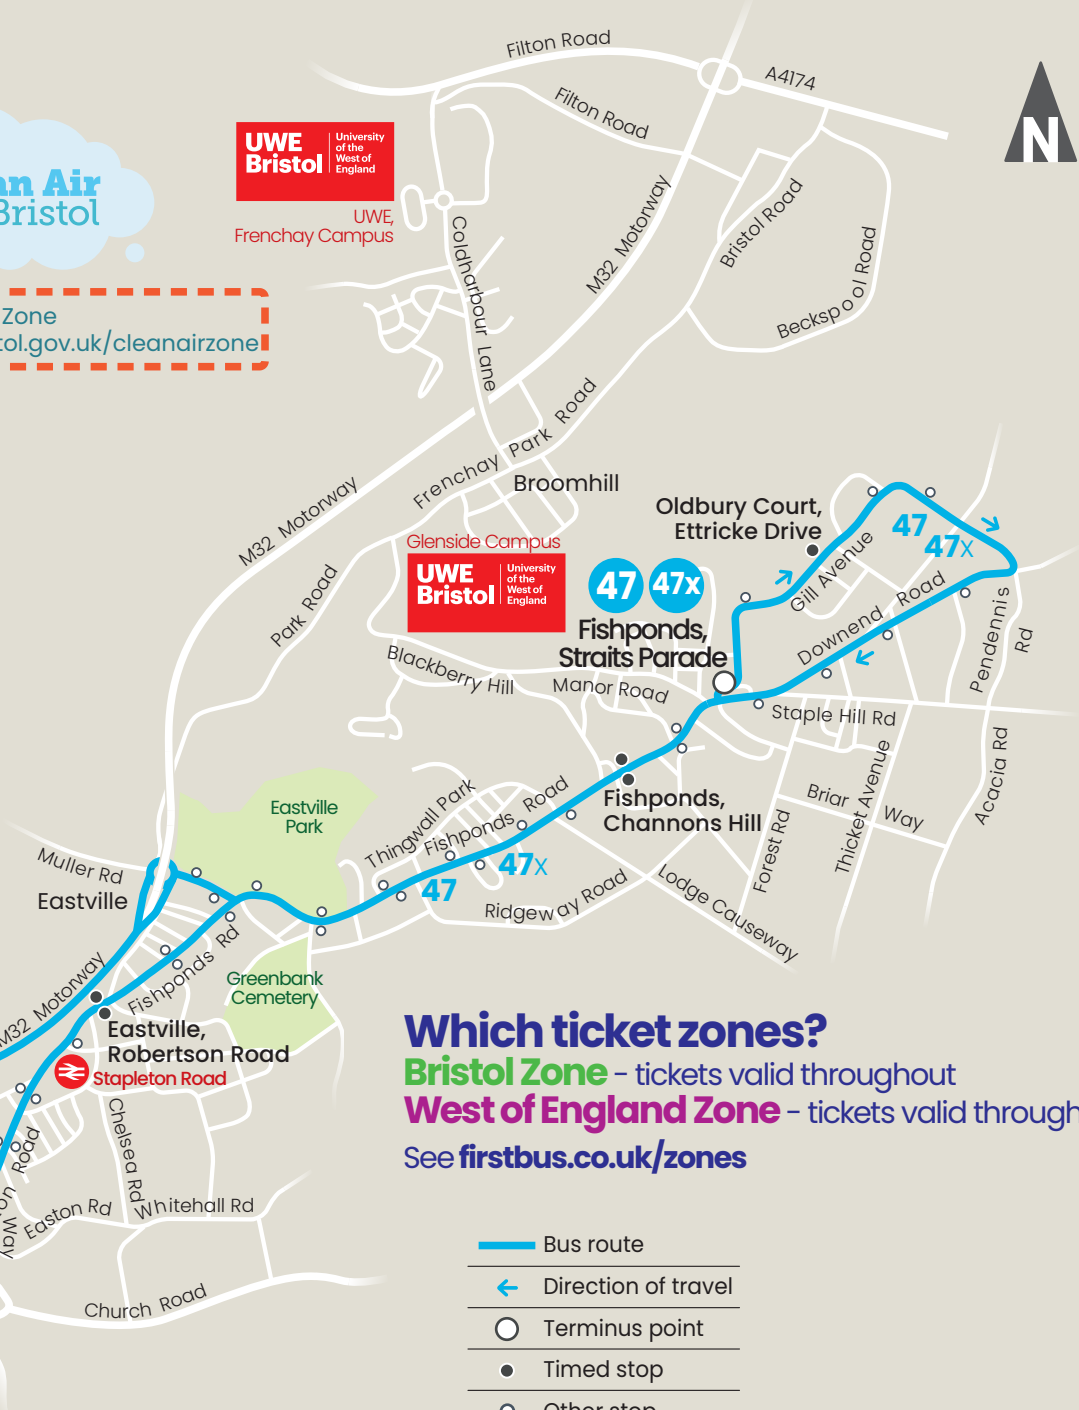 Filton Road
A4174
Filton Road
N
UWE
Bristol
University
of the
West of
England
Air
Bristol
UWE,
Frenchay Campus
Coldharbour Lane
M32 Motorway
Bristol Road
Beckspool Road
Zone
.gov.uk/cleanairzone
Frenchay Park Road
Broomhill
M32 Motorway
Oldbury Court,
Ettricke Drive
47
47x
Glenside Campus
UWE
Bristol
University
of the
West of
England
47
47x
Gill Avenue
Downend Road
Pendennis
Rd
Park Road
Fishponds,
Straits Parade
Blackberry Hill
Manor Road
Staple Hill Rd
Fishponds,
Channons Hill
Briar Way
Thicket Avenue
Acacia Rd
Forest Rd
Eastville
Park
Thingwall Park
Fishponds Road
47
47x
Muller Rd
Eastville
Ridgeway Road
Lodge Causeway
Fishponds Rd
M32 Motorway
Greenbank
Cemetery
Eastville,
Robertson Road
Stapleton Road
Chelsea Rd
Road
Way
Easton Rd
Whitehall Rd
Church Road
Which ticket zones?
Bristol Zone - tickets valid throughout
West of England Zone - tickets valid through
See firstbus.co.uk/zones
Bus route
Direction of travel
Terminus point
Timed stop
Other stop